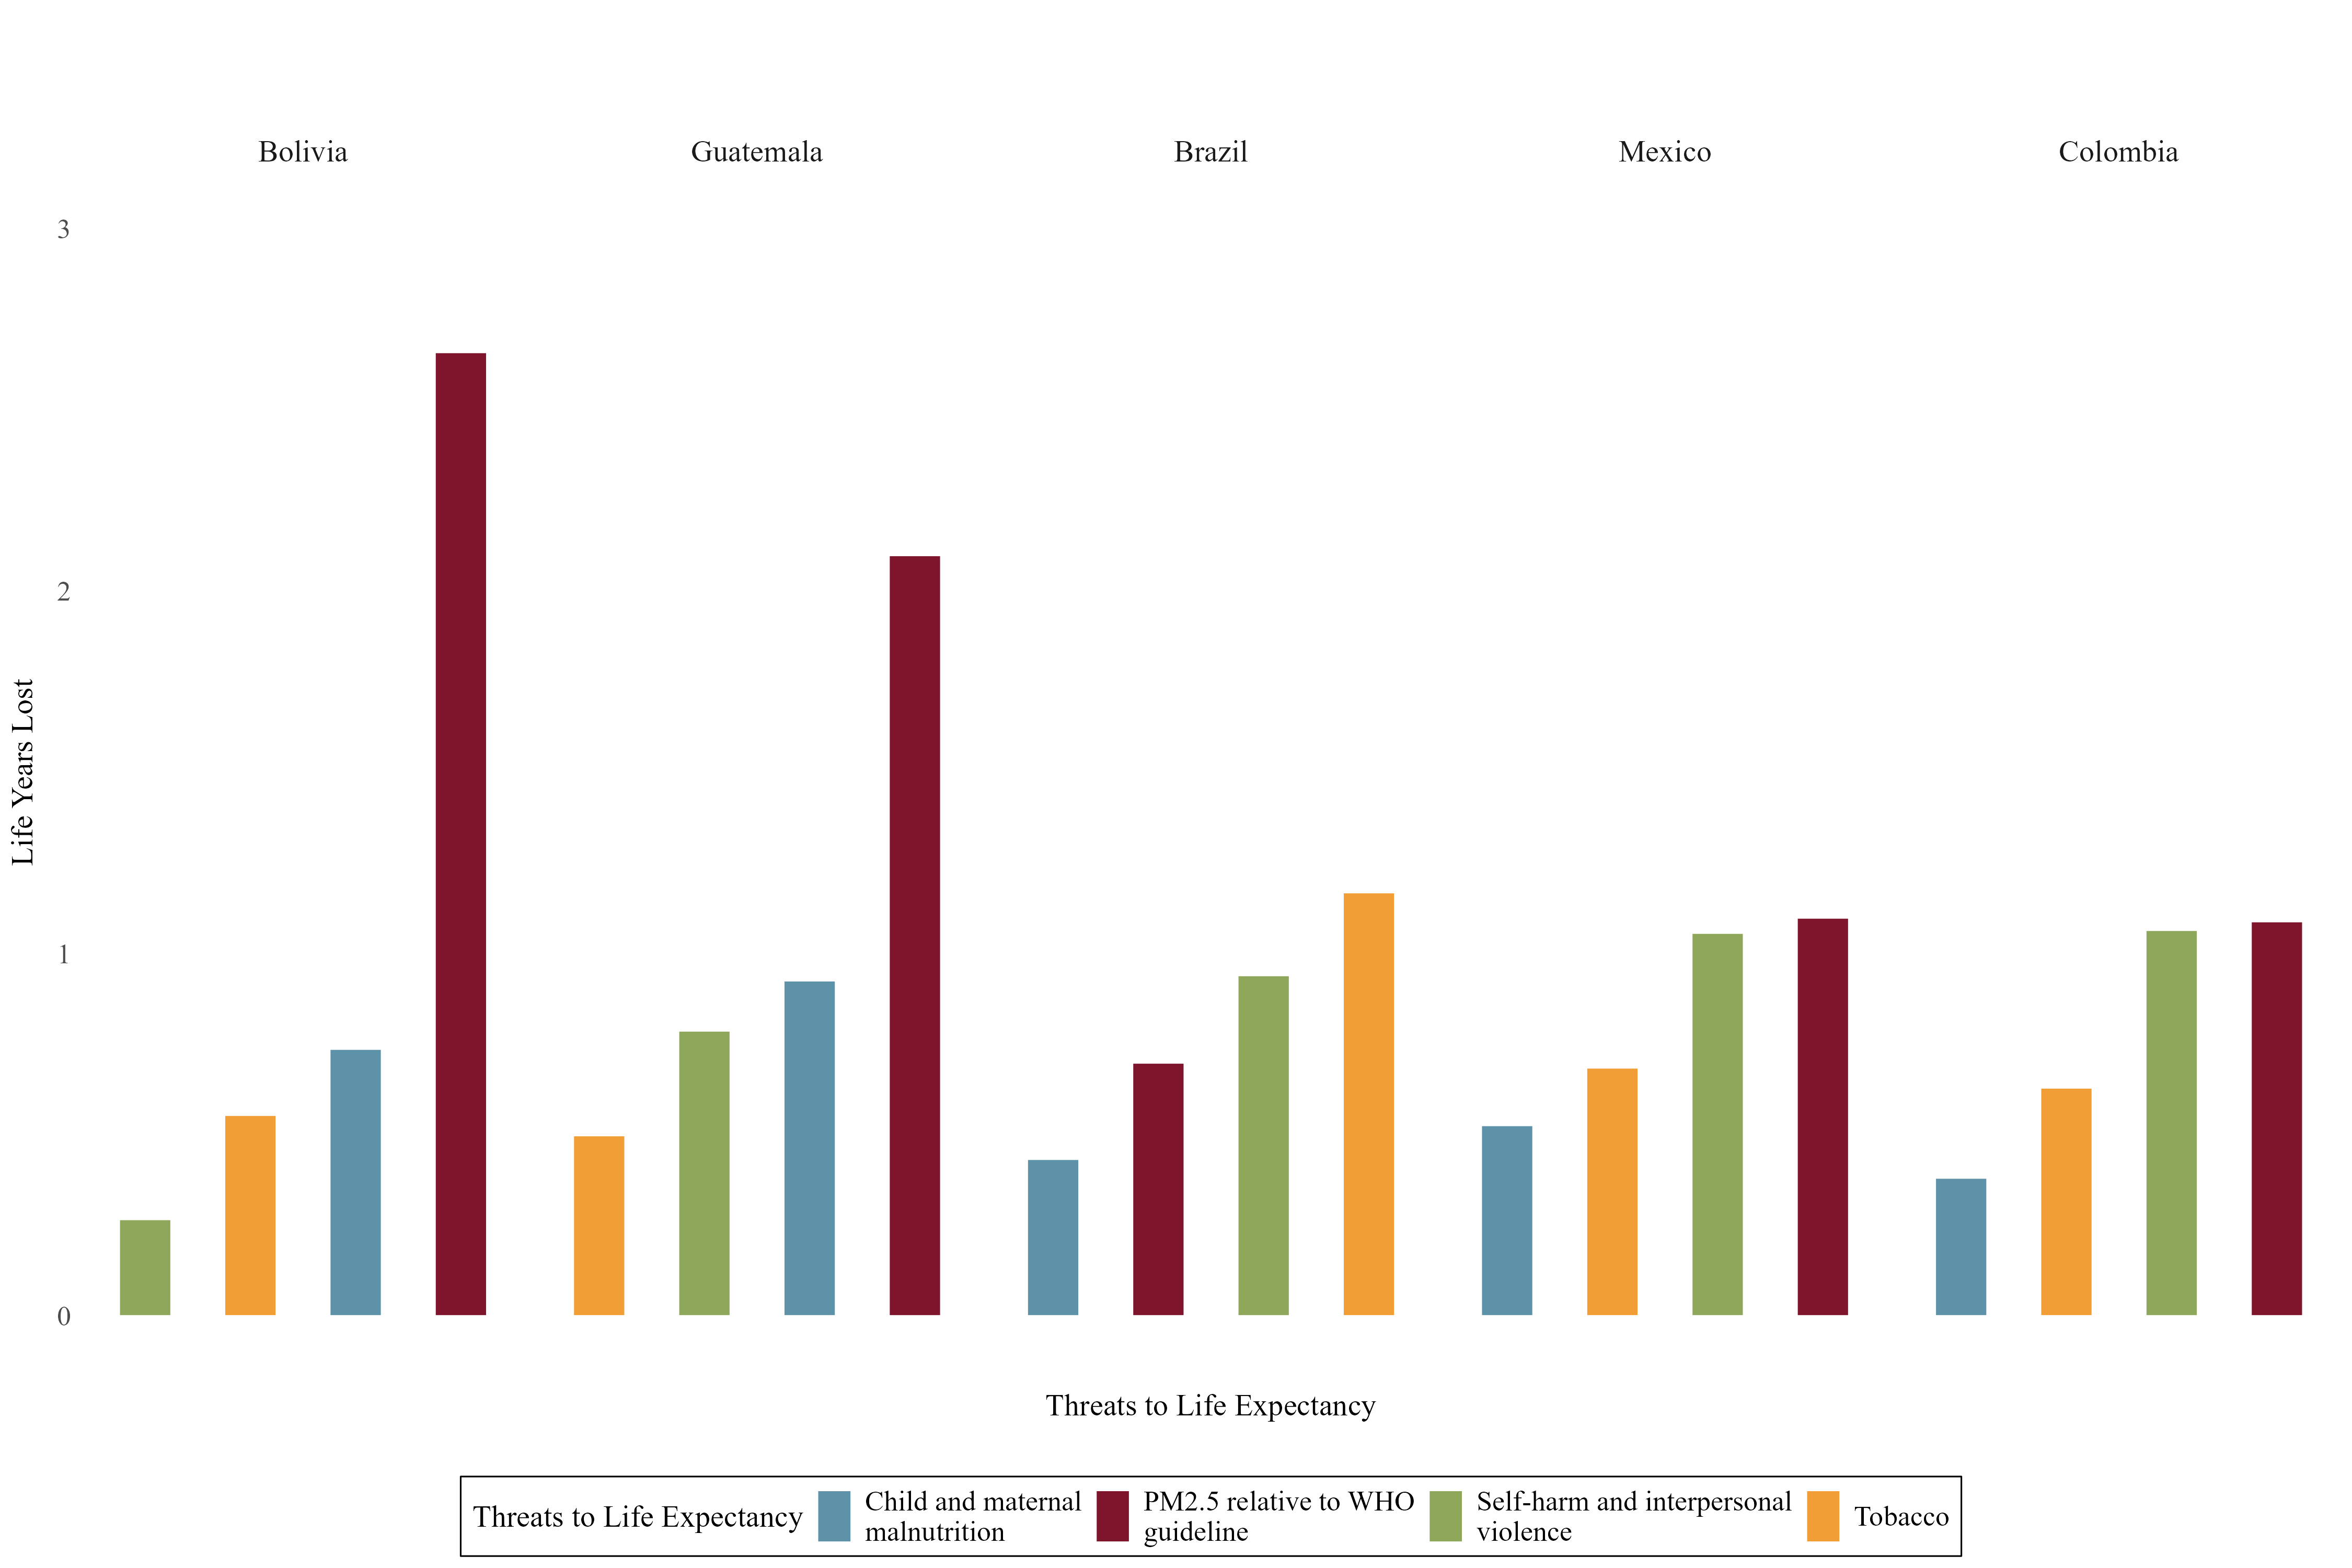 Bolivia
Guatemala
Brazil
Mexico
Colombia
3
2
1
0
Life Years Lost
Threats to Life Expectancy
Threats to Life Expectancy
Child and maternal
malnutrition
PM2.5 relative to WHO
guideline
Self-harm and interpersonal
violence
Tobacco